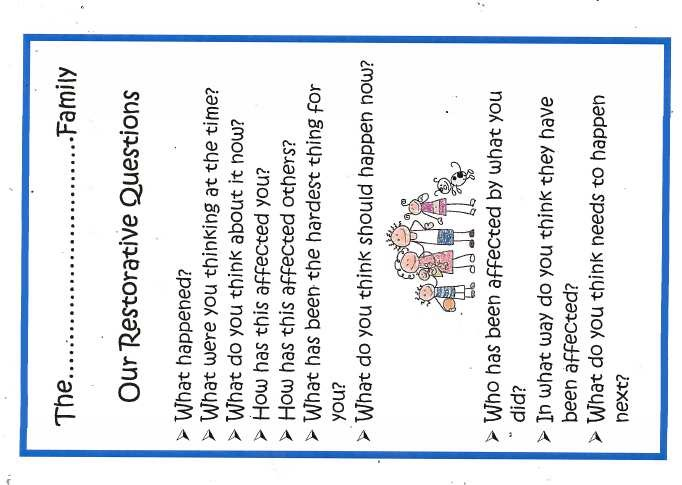 The....................................Family
Our Restorative Questions
➢ What happened?
➢ What were you thinking at the time?
➢ What do you think about it now?
➢ How has this affected you?
➢ How has this affected others?
➢ What has been the hardest thing for
you?
➢ What do you think should happen now?
➢ Who has been affected by what you
did?
➢ In what way do you think they have
been affected?
➢ What do you think needs to happen
next?